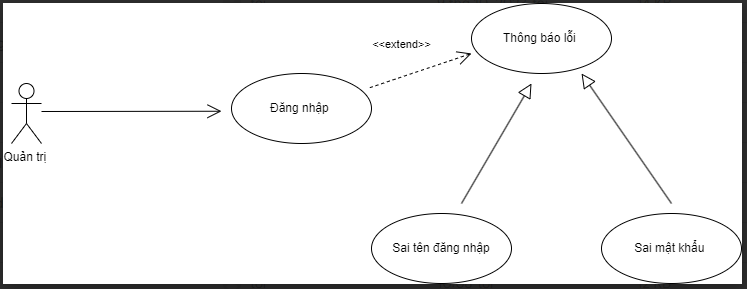 Thông báo lỗi
<<extend>>
Đăng nhập
Quản trị
Sai tên đăng nhập
Sai mật khẩu